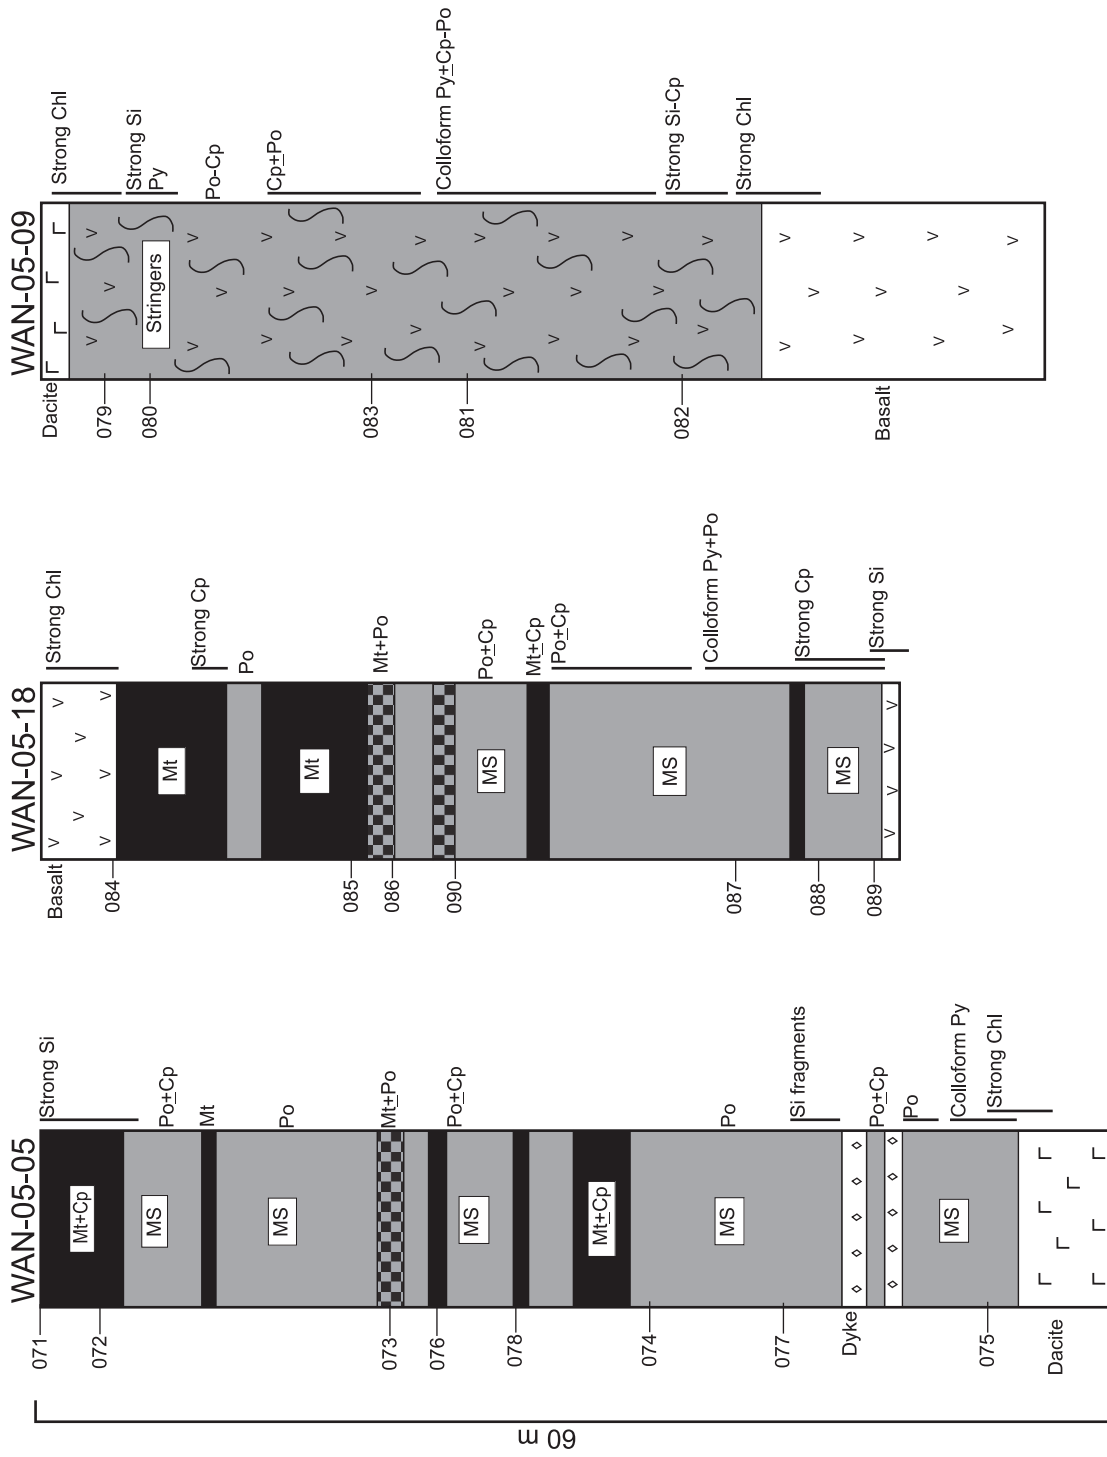 WAN-05-05
071
072
073
076
078
074
077
Dyke
075
Dacite
Mt+Cp
MS
MS
MS
Mt±Cp
MS
MS
Strong Si
Po±Cp
Mt
Po
Mt±Po
Po±Cp
Po
Si fragments
Po±Cp
Po
Colloform Py
Strong Chl
60 m
WAN-05-18
Basalt
084
085
086
090
087
088
089
Mt
Mt
MS
MS
MS
Strong Chl
Strong Cp
Po
Mt+Po
Po±Cp
Mt±Cp
Po±Cp
Colloform Py+Po
Strong Cp
Strong Si
WAN-05-09
Dacite
079
080
083
081
082
Basalt
Stringers
Strong Chl
Strong Si
Py
Po-Cp
Cp±Po
Colloform Py±Cp-Po
Strong Si-Cp
Strong Chl